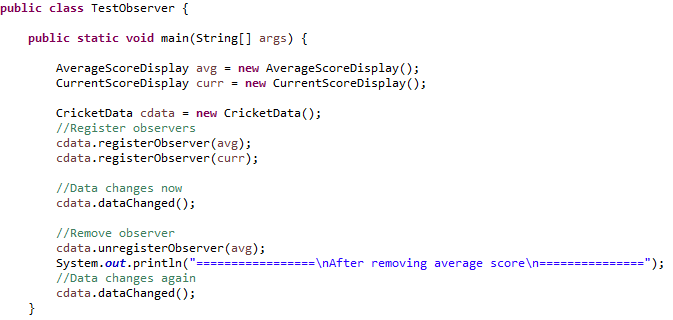 public class TestObserver {
public static void main(String[] args) {
AverageScoreDisplay avg = new AverageScoreDisplay();
CurrentScoreDisplay curr = new CurrentScoreDisplay();
CricketData cdata = new CricketData();
//Register observers
cdata.registerObserver(avg);
cdata.registerObserver(curr);
//Data changes now
cdata.dataChanged();
//Remove observer
cdata.unregisterObserver(avg);
System.out.println("=================\nAfter removing average score\n===============");
//Data changes again
cdata.dataChanged();
}